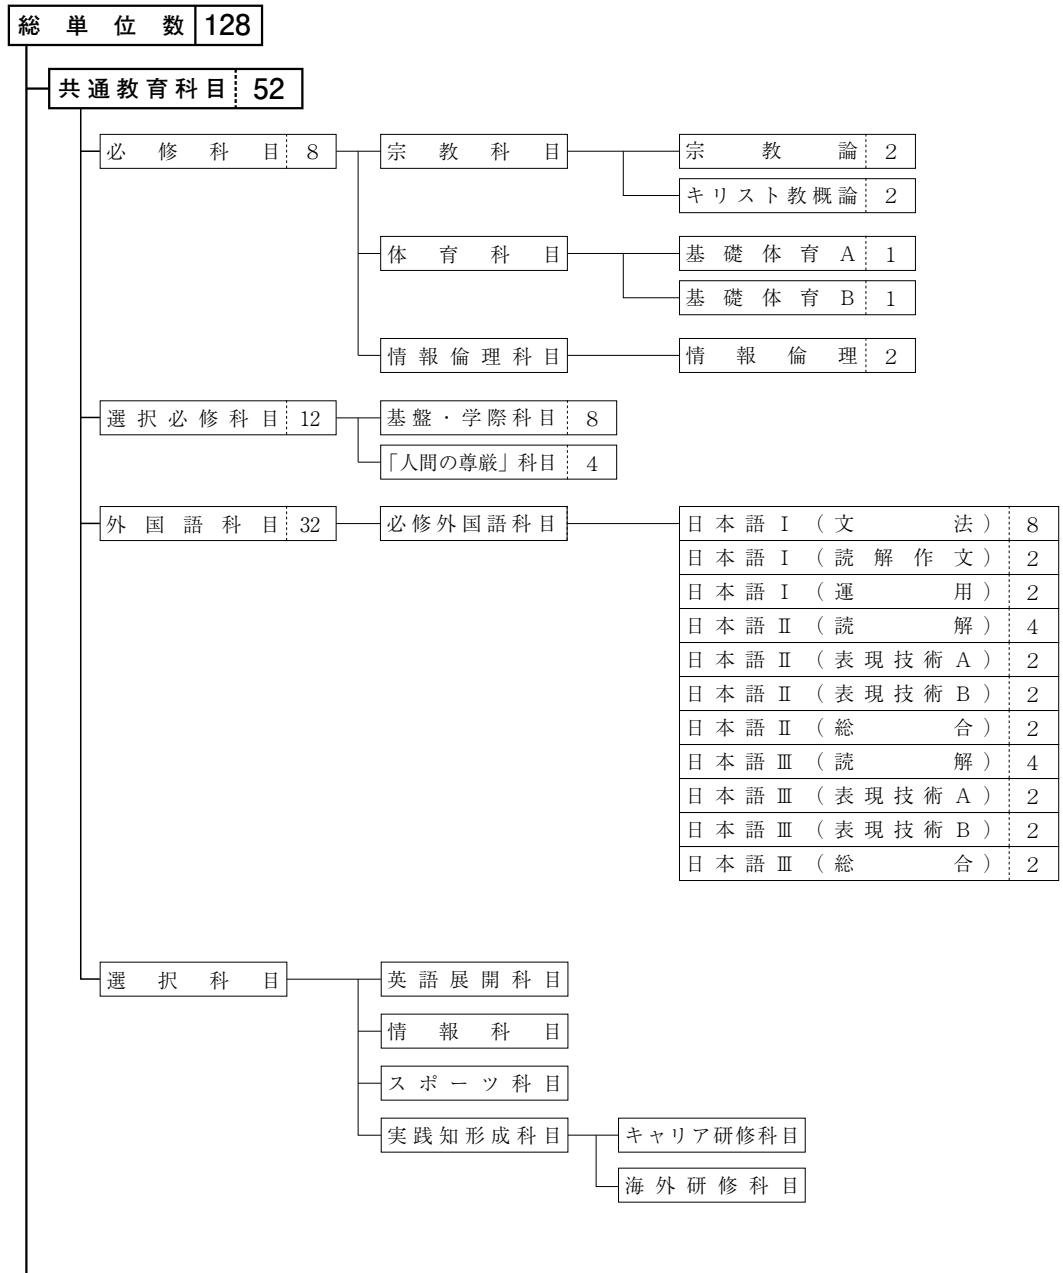 総単位数 128
共通教育科目 52
必修科目 8 宗教科目 宗教論 2
キリスト教概論 2
体育科目 基礎体育A 1
基礎体育B 1
情報倫理科目 情報倫理 2
選択必修科目 12 基盤・学際科目 8
「人間の尊厳」科目 4
外国語科目 32 必修外国語科目 日本語Ⅰ(文法) 8
日本語Ⅰ(読解作文) 2
日本語Ⅰ(運用) 2
日本語Ⅱ(読解) 4
日本語Ⅱ(表現技術A) 2
日本語Ⅱ(表現技術B) 2
日本語Ⅱ(総合) 2
日本語Ⅲ(読解) 4
日本語Ⅲ(表現技術A) 2
日本語Ⅲ(表現技術B) 2
日本語Ⅲ(総合) 2
選択科目 英語展開科目
情報科目
スポーツ科目
実践知形成科目 キャリア研修科目
海外研修科目